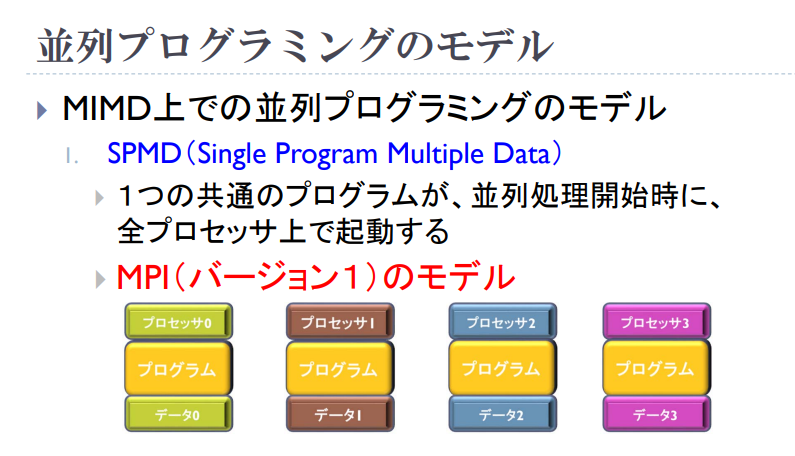 並列プログラミングのモデル
MIMD上での並列プログラミングのモデル
1. SPMD(Single Program Multiple Data)
１つの共通のプログラムが、並列処理開始時に、
全プロセッサ上で起動する
MPI(バージョン１)のモデル
プロセッサ0 プロセッサ1 プロセッサ2 プロセッサ3
プログラム プログラム プログラム プログラム
データ0 データ1 データ2 データ3